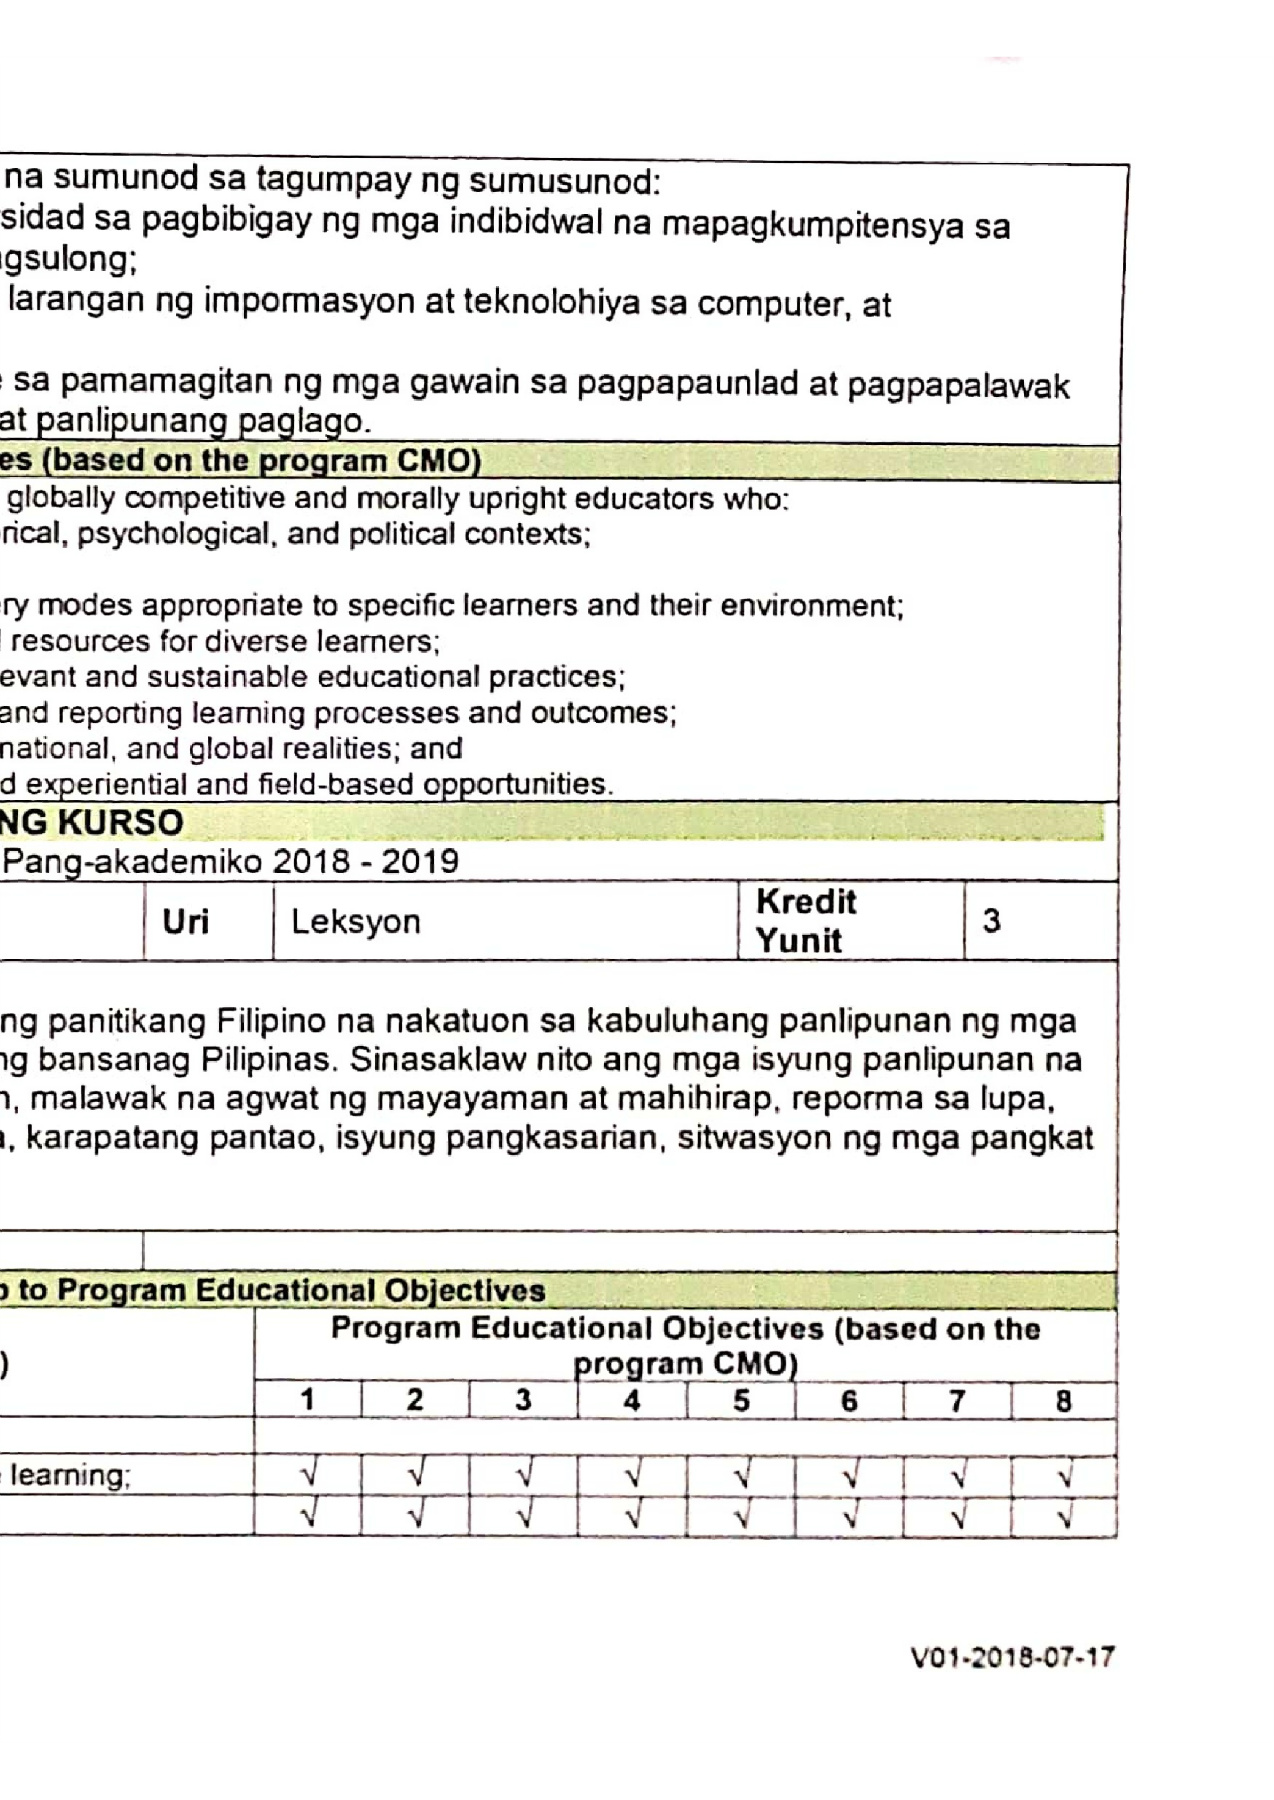 na sumunod sa tagumpay ng sumusunod:
sidad sa pagbibigay ng mga indibidwal na mapagkumpitensya sa
gsulong;
larangan ng impormasyon at teknolohiya sa computer, at
sa pamamagitan ng mga gawain sa pagpapaunlad at pagpapalawak
at panlipunang paglago.
es (based on the program CMO)
globally competitive and morally upright educators who:
rical, psychological, and political contexts;
ry modes appropriate to specific learners and their environment;
resources for diverse learners;
evant and sustainable educational practices;
and reporting learning processes and outcomes;
national, and global realities; and
d experiential and field-based opportunities.
NG KURSO
Pang-akademiko 2018 - 2019
Uri Leksyon Kredit Yunit 3
ng panitikang Filipino na nakatuon sa kabuluhang panlipunan ng mga
ng bansanag Pilipinas. Sinasaklaw nito ang mga isyung panlipunan na
, malawak na agwat ng mayayaman at mahihirap, reporma sa lupa,
, karapatang pantao, isyung pangkasarian, sitwasyon ng mga pangkat
to Program Educational Objectives
Program Educational Objectives (based on the
program CMO)
)
1 2 3 4 5 6 7 8
learning; √ √ √ √ √ √ √ √
√ √ √ √ √ √ √ √
V01-2018-07-17